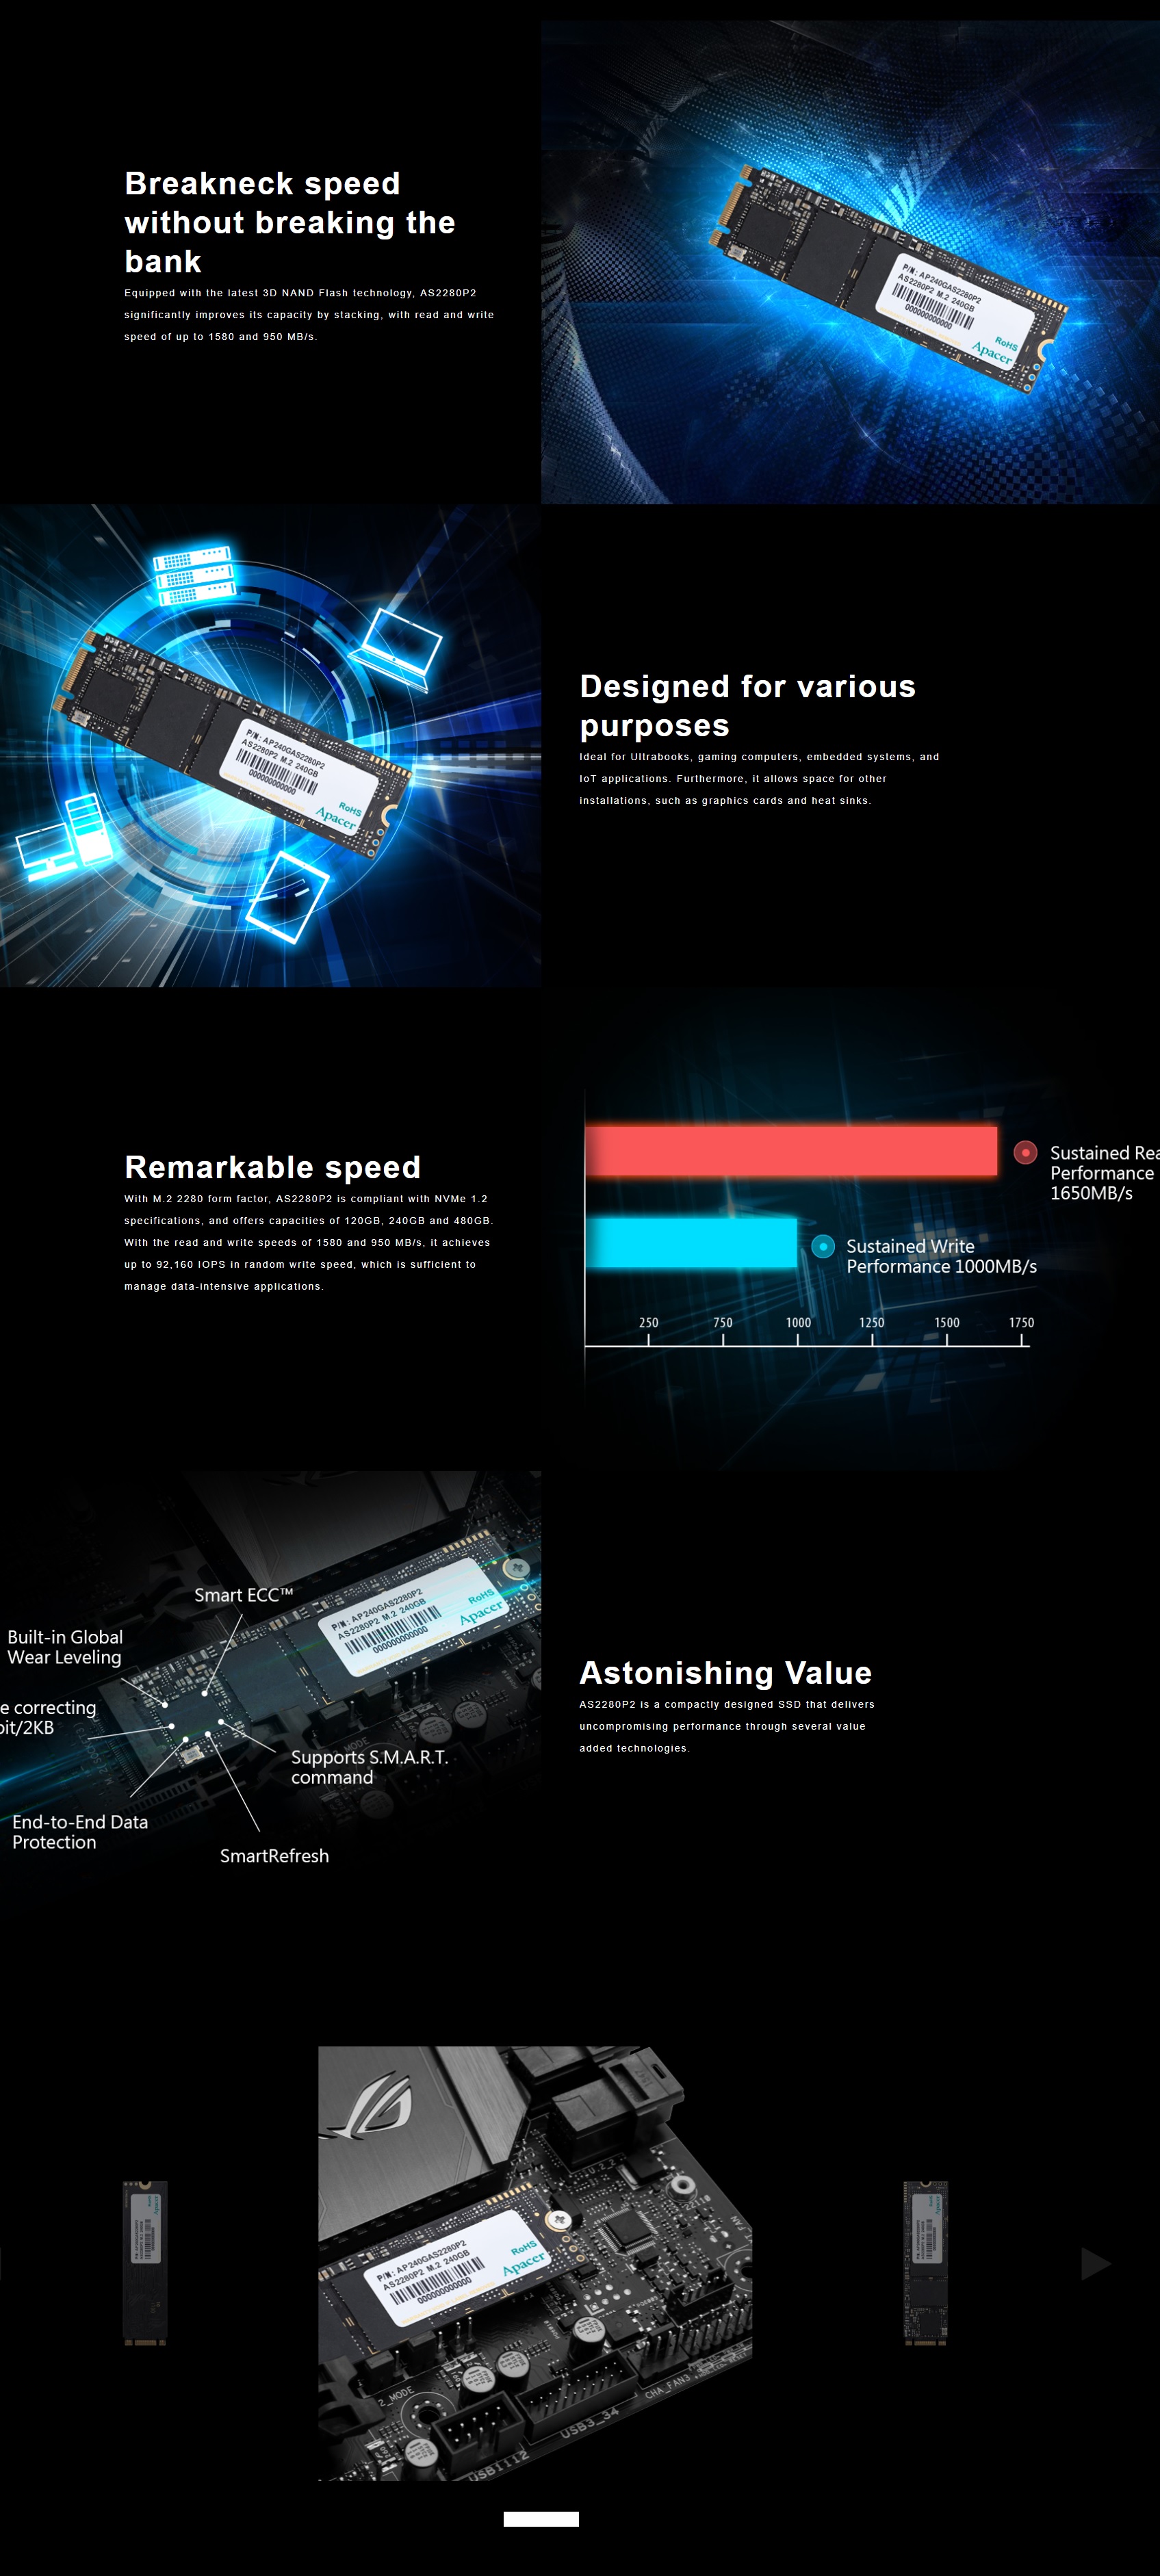 Breakneck speed
without breaking the
bank
Equipped with the latest 3D NAND Flash technology, AS2280P2
significantly improves its capacity by stacking, with read and write
speed of up to 1580 and 950 MB/s.
P/N: AP240GAS2280P2
AS2280P2 M.2 240GB
000000000000
RoHS
Apacer
P/N: AP240GAS2280P2
AS2280P2 M.2 240GB
000000000000
RoHS
Apacer
Designed for various
purposes
Ideal for Ultrabooks, gaming computers, embedded systems, and
IoT applications. Furthermore, it allows space for other
installations, such as graphics cards and heat sinks.
Remarkable speed
With M.2 2280 form factor, AS2280P2 is compliant with NVMe 1.2
specifications, and offers capacities of 120GB, 240GB and 480GB.
With the read and write speeds of 1580 and 950 MB/s, it achieves
up to 92,160 IOPS in random write speed, which is sufficient to
manage data-intensive applications.
Sustained Rea
Performance
1650MB/s
Sustained Write
Performance 1000MB/s
250 750 1000 1250 1500 1750
Smart ECC™
Built-in Global
Wear Leveling
e correcting
bit/2KB
End-to-End Data
Protection
SmartRefresh
Supports S.M.A.R.T.
command
P/N: AP240GAS2280P2
AS2280P2 M.2 240GB
000000000000
RoHS
Apacer
Astonishing Value
AS2280P2 is a compactly designed SSD that delivers
uncompromising performance through several value
added technologies.
U.2_2
P/N: AP240GAS2280P2
AS2280P2 M.2 240GB
000000000000
RoHS
Apacer
2_MODE
CHA_FAN3
USB3_34
USB1112